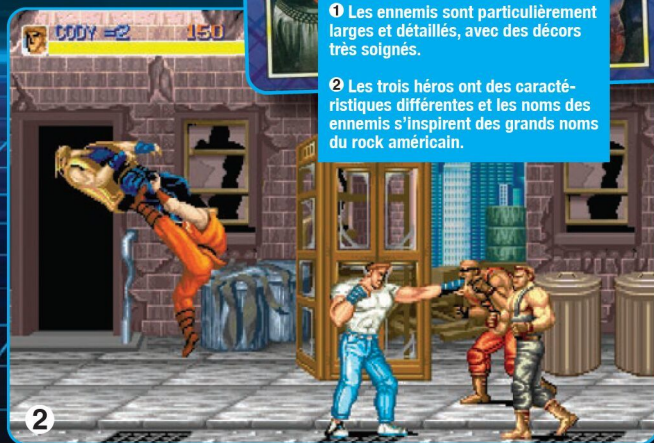 CODY =2 150
❶ Les ennemis sont particulièrement
larges et détaillés, avec des décors
très soignés.
❷ Les trois héros ont des caracté-
ristiques différentes et les noms des
ennemis s’inspirent des grands noms
du rock américain.
2